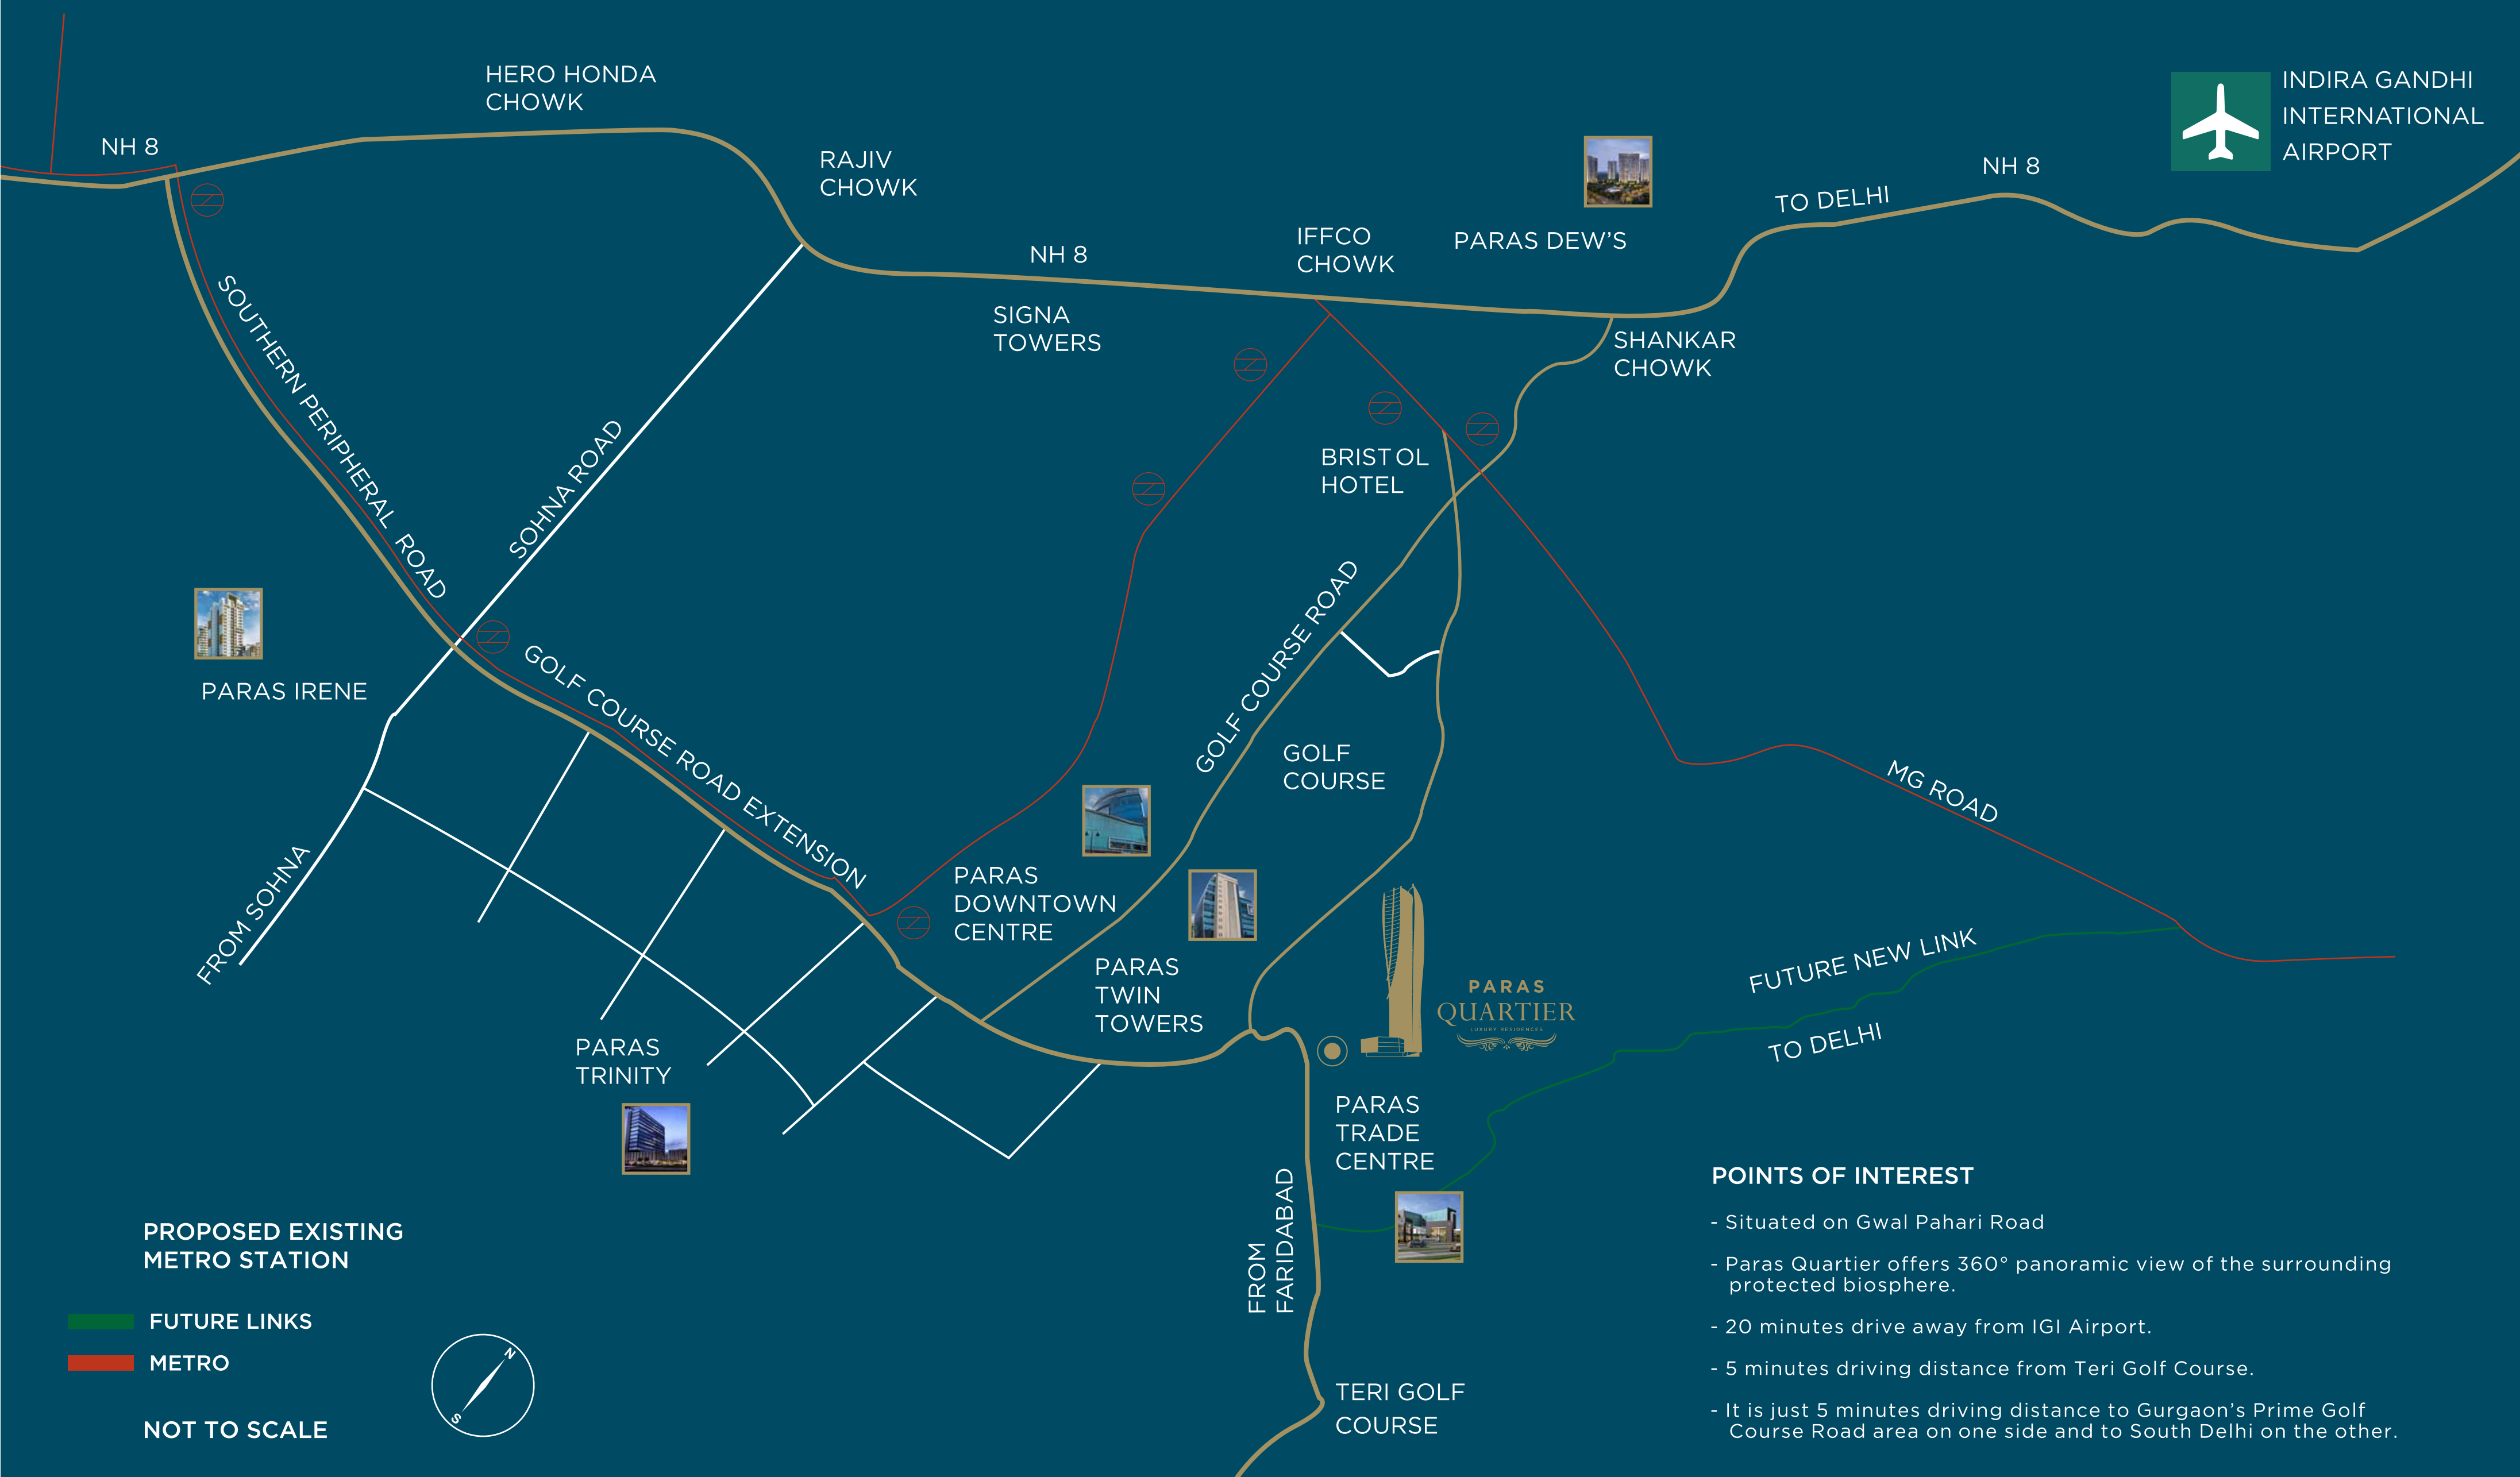 HERO HONDA
CHOWK
NH 8
RAJIV
CHOWK
NH 8
SIGNA
TOWERS
IFFCO
CHOWK
PARAS DEW'S
TO DELHI
NH 8
INDIRA GANDHI
INTERNATIONAL
AIRPORT
SHANKAR
CHOWK
SOUTHERN PERIPHERAL ROAD
SOHNA ROAD
BRISTOL
HOTEL
PARAS IRENE
GOLF COURSE ROAD EXTENSION
GOLF COURSE ROAD
GOLF
COURSE
MG ROAD
FROM SOHNA
PARAS
DOWNTOWN
CENTRE
PARAS
TWIN
TOWERS
PARAS
QUARTIER
LUXURY RESIDENCES
FUTURE NEW LINK
TO DELHI
PARAS
TRINITY
PARAS
TRADE
CENTRE
FROM
FARIDABAD
TERI GOLF
COURSE
PROPOSED EXISTING
METRO STATION
FUTURE LINKS
METRO
NOT TO SCALE
N
S
POINTS OF INTEREST
- Situated on Gwal Pahari Road
- Paras Quartier offers 360° panoramic view of the surrounding
protected biosphere.
- 20 minutes drive away from IGI Airport.
- 5 minutes driving distance from Teri Golf Course.
- It is just 5 minutes driving distance to Gurgaon's Prime Golf
Course Road area on one side and to South Delhi on the other.